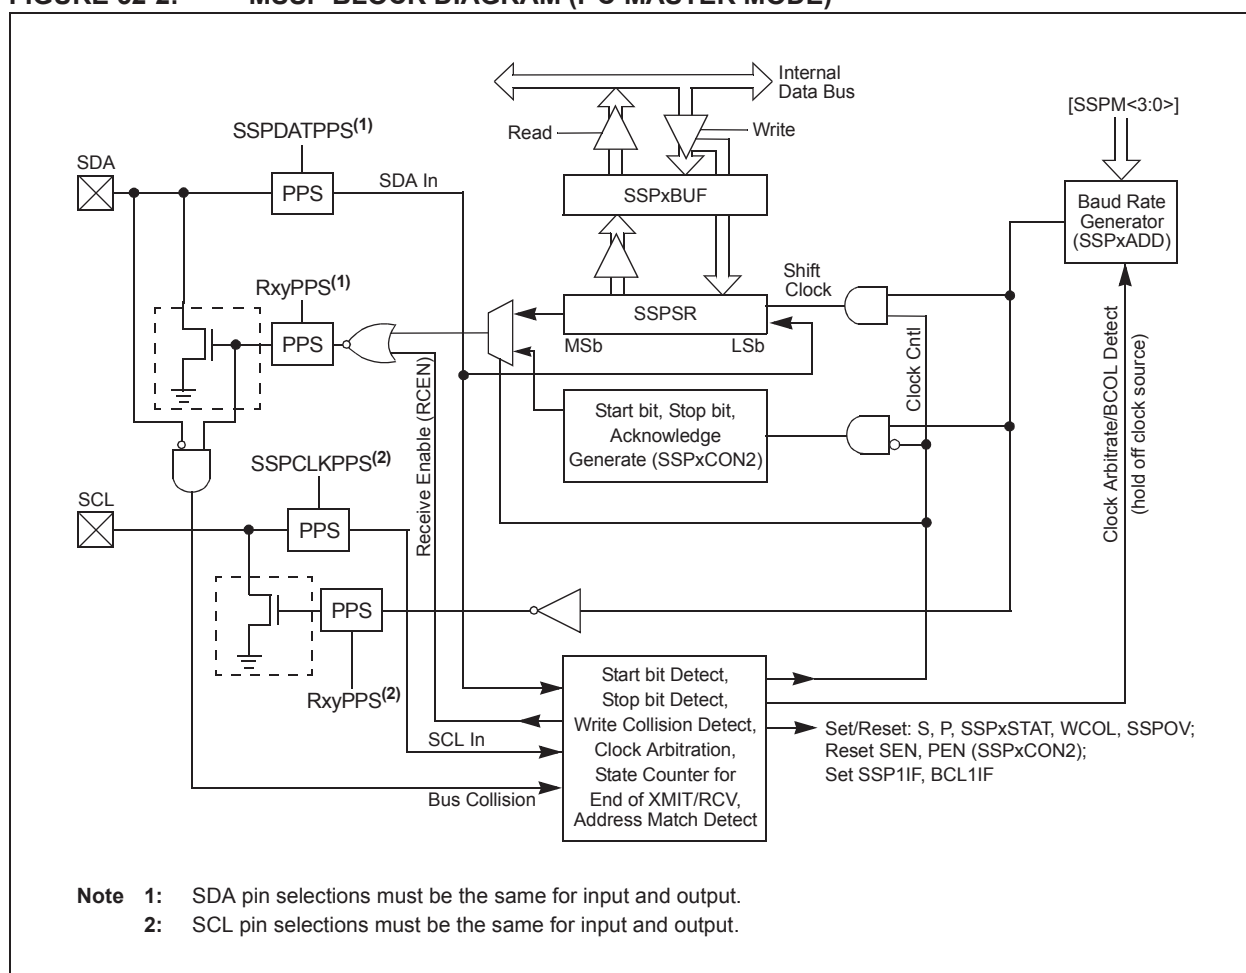 Internal
Data Bus
[SSPM<3:0>]
SSPDATPPS(1)
Read
Write
SDA
SDA In
PPS
SSPxBUF
Baud Rate
Generator
(SSPxADD)
RxyPPS(1)
Shift
Clock
SSPSR
PPS
MSb
LSb
Clock Cntl
Receive Enable (RCEN)
Clock Arbitrate/BCOL Detect
(hold off clock source)
Start bit, Stop bit,
Acknowledge
Generate (SSPxCON2)
SSPCLKPPS(2)
SCL
PPS
PPS
RxyPPS(2)
SCL In
Bus Collision
Start bit Detect,
Stop bit Detect,
Write Collision Detect,
Clock Arbitration,
State Counter for
End of XMIT/RCV,
Address Match Detect
Set/Reset: S, P, SSPxSTAT, WCOL, SSPOV;
Reset SEN, PEN (SSPxCON2);
Set SSP1IF, BCL1IF
Note 1: SDA pin selections must be the same for input and output.
2: SCL pin selections must be the same for input and output.